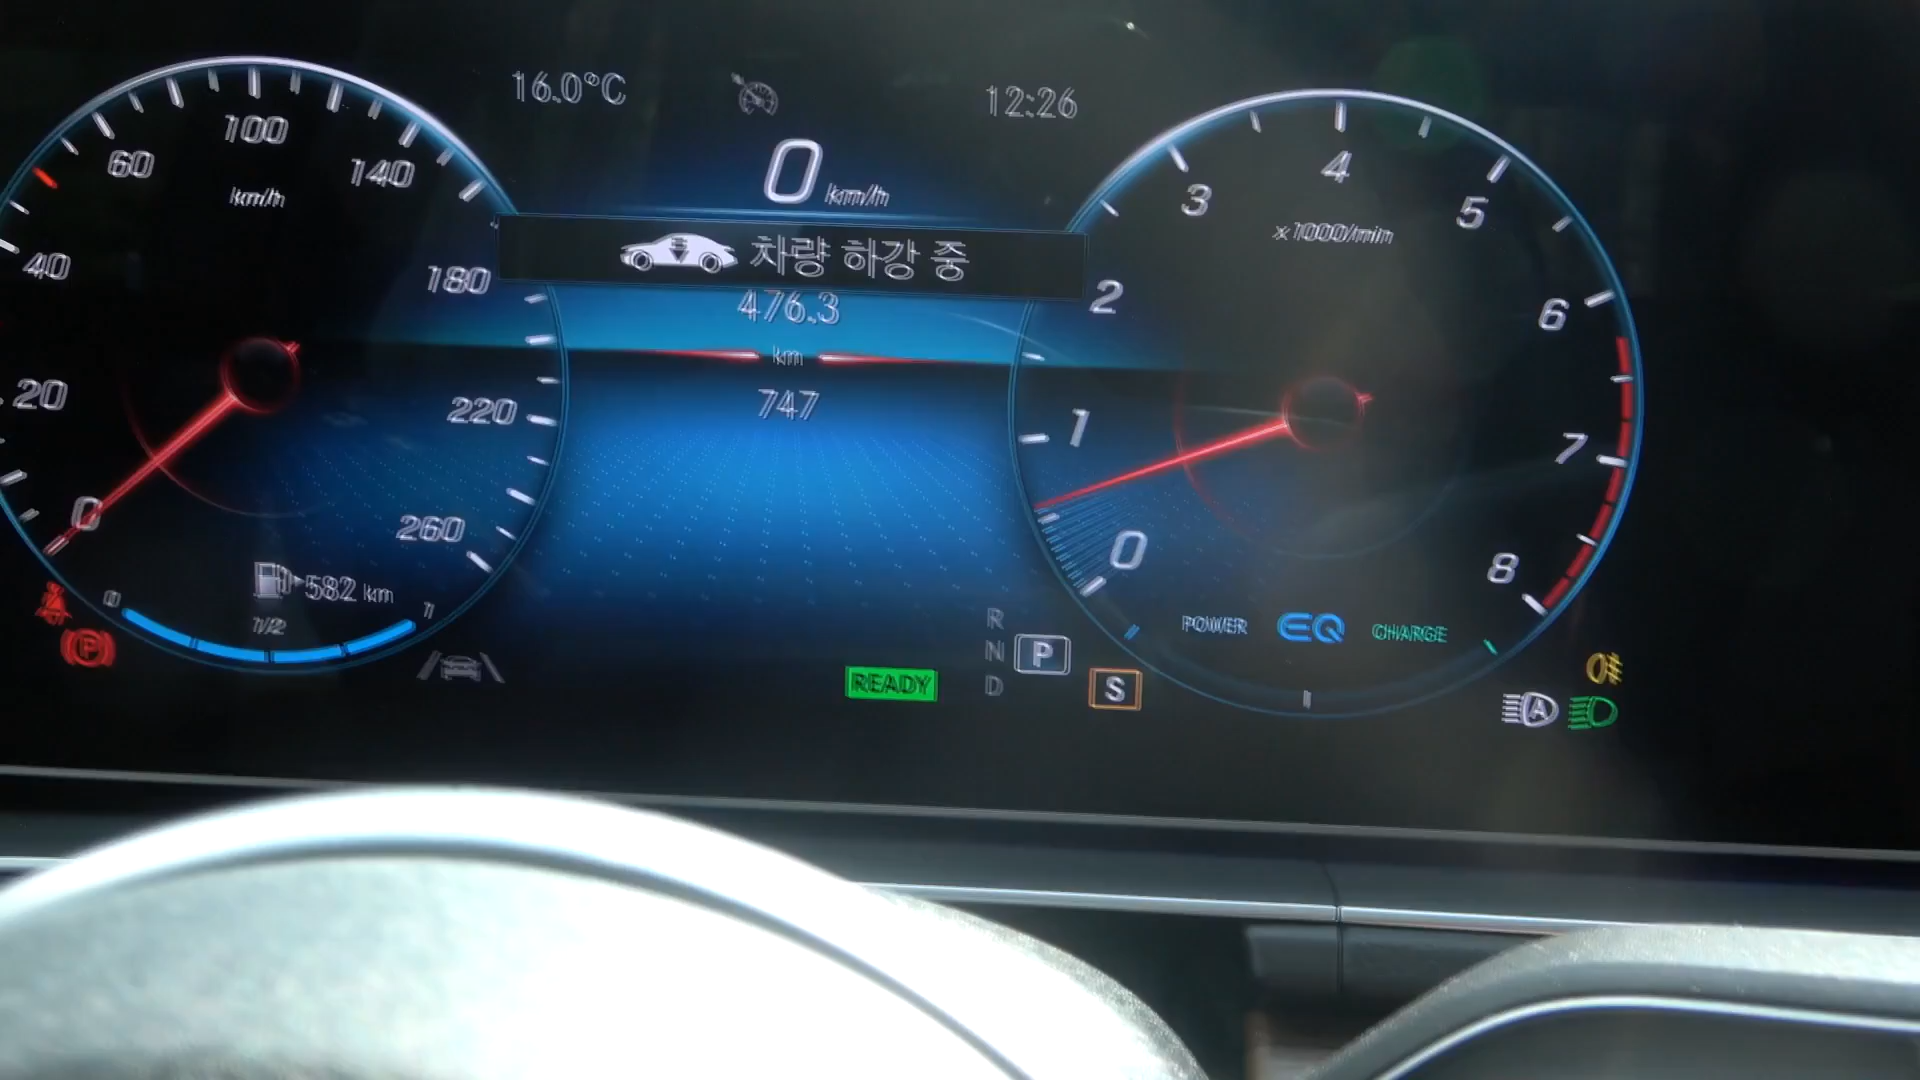 16.0°C
12:26
0 km/h
차량 하강 중
476.3
km
747
0
20
40
60
100
140
180
220
260
km/h
582 km
0
1/2
1
0
1
2
3
4
5
6
7
8
x1000/min
POWER
EQ
CHARGE
READY
R
N
P
D
S
P
A